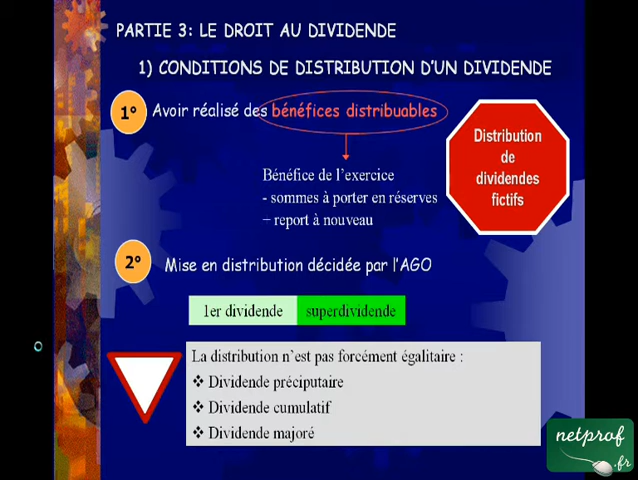 PARTIE 3: LE DROIT AU DIVIDENDE
1) CONDITIONS DE DISTRIBUTION D'UN DIVIDENDE
1° Avoir réalisé des bénéfices distribuables
Distribution
de
dividendes
fictifs
Bénéfice de l'exercice
- sommes à porter en réserves
– report à nouveau
2° Mise en distribution décidée par l'AGO
1er dividende superdividende
La distribution n'est pas forcément égalitaire :
❖ Dividende préciputaire
❖ Dividende cumulatif
❖ Dividende majoré
netprof
.fr